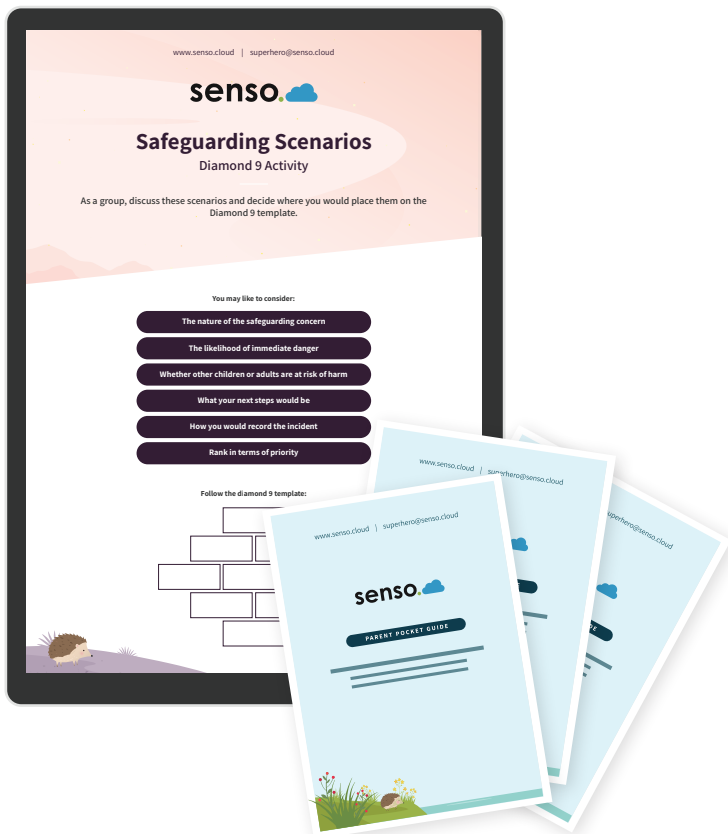 www.senso.cloud | superhero@senso.cloud
senso.
Safeguarding Scenarios
Diamond 9 Activity
As a group, discuss these scenarios and decide where you would place them on the
Diamond 9 template.
You may like to consider:
The nature of the safeguarding concern
The likelihood of immediate danger
Whether other children or adults are at risk of harm
What your next steps would be
How you would record the incident
Rank in terms of priority
Follow the diamond 9 template:
www.senso.cloud | superhero@senso.cloud
senso.
PARENT POCKET GUIDE
www.senso.cloud | superhero@senso.cloud
superhero@senso.cloud